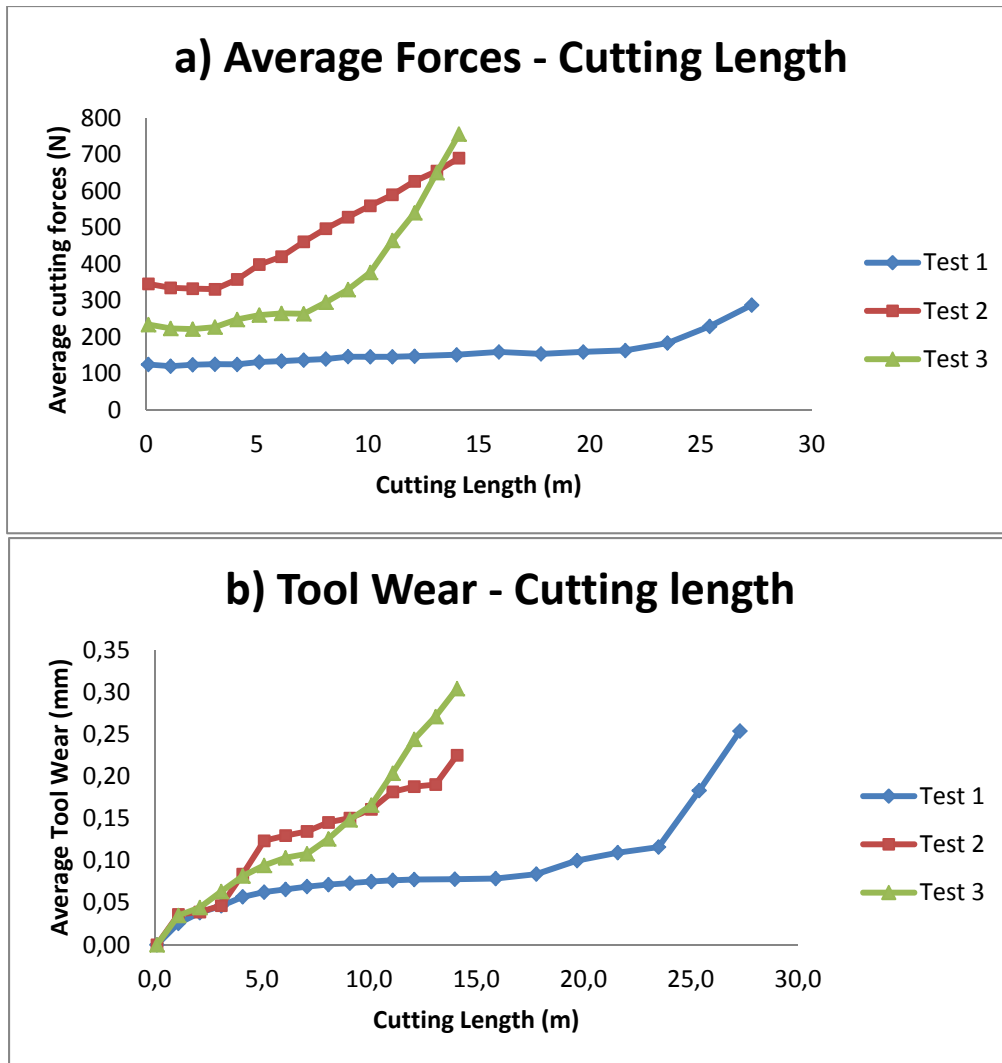 a) Average Forces - Cutting Length
Average cutting forces (N)
800
700
600
500
400
300
200
100
0
0 5 10 15 20 25 30
Cutting Length (m)
Test 1
Test 2
Test 3
b) Tool Wear - Cutting length
Average Tool Wear (mm)
0,35
0,30
0,25
0,20
0,15
0,10
0,05
0,00
0,0 5,0 10,0 15,0 20,0 25,0 30,0
Cutting Length (m)
Test 1
Test 2
Test 3